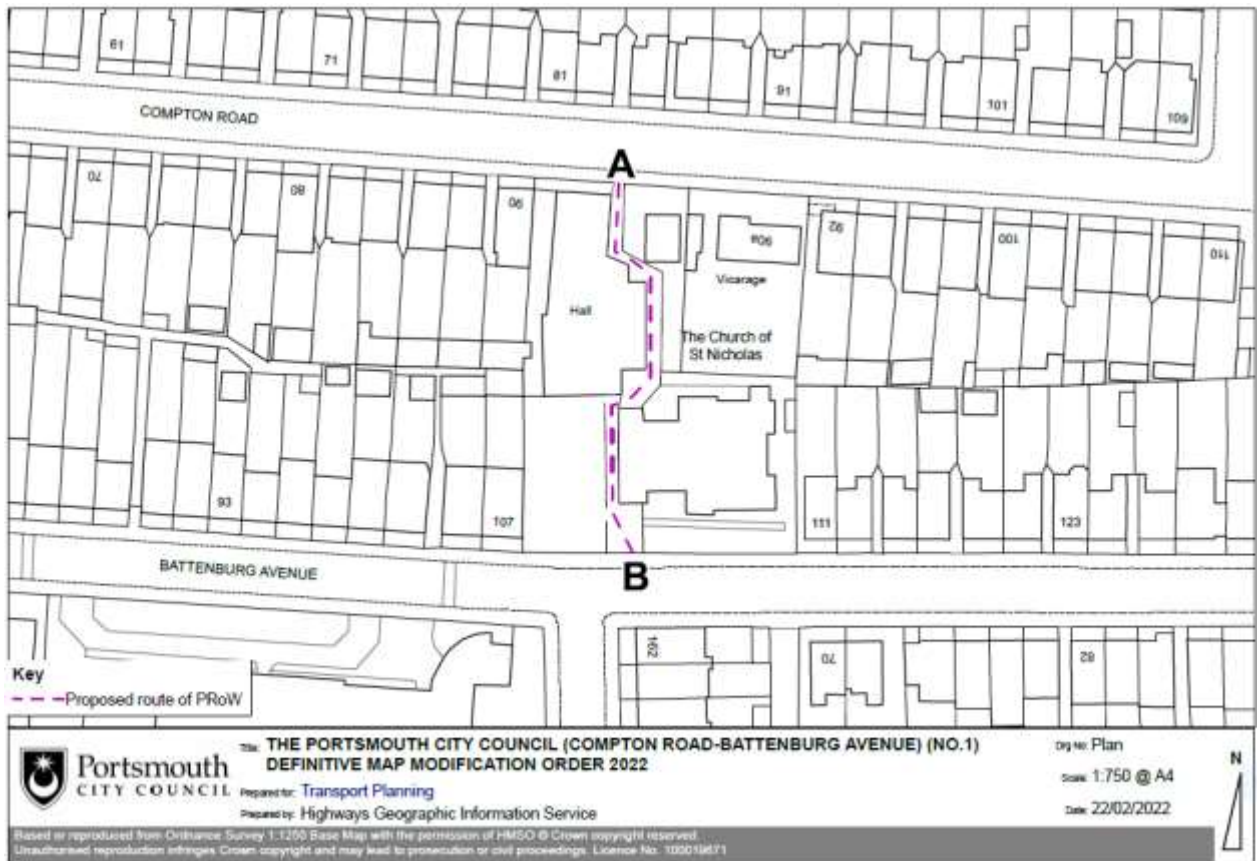 61
71
81
91
101
109
COMPTON ROAD
A
70
80
90
90a
92
100
110
Vicarage
Hall
The Church of
St Nicholas
93
107
111
123
BATTENBURG AVENUE
B
162
70
82
Key
Proposed route of PRoW
Portsmouth
CITY COUNCIL
Title: THE PORTSMOUTH CITY COUNCIL (COMPTON ROAD-BATTENBURG AVENUE) (NO.1)
DEFINITIVE MAP MODIFICATION ORDER 2022
Prepared for: Transport Planning
Prepared by: Highways Geographic Information Service
Drg No: Plan
Scale: 1:750 @ A4
Date: 22/02/2022
N
Based or reproduced from Ordnance Survey 1:1250 Base Map with the permission of HMSO © Crown copyright reserved.
Unauthorised reproduction infringes Crown copyright and may lead to prosecution or civil proceedings. Licence No. 100019671